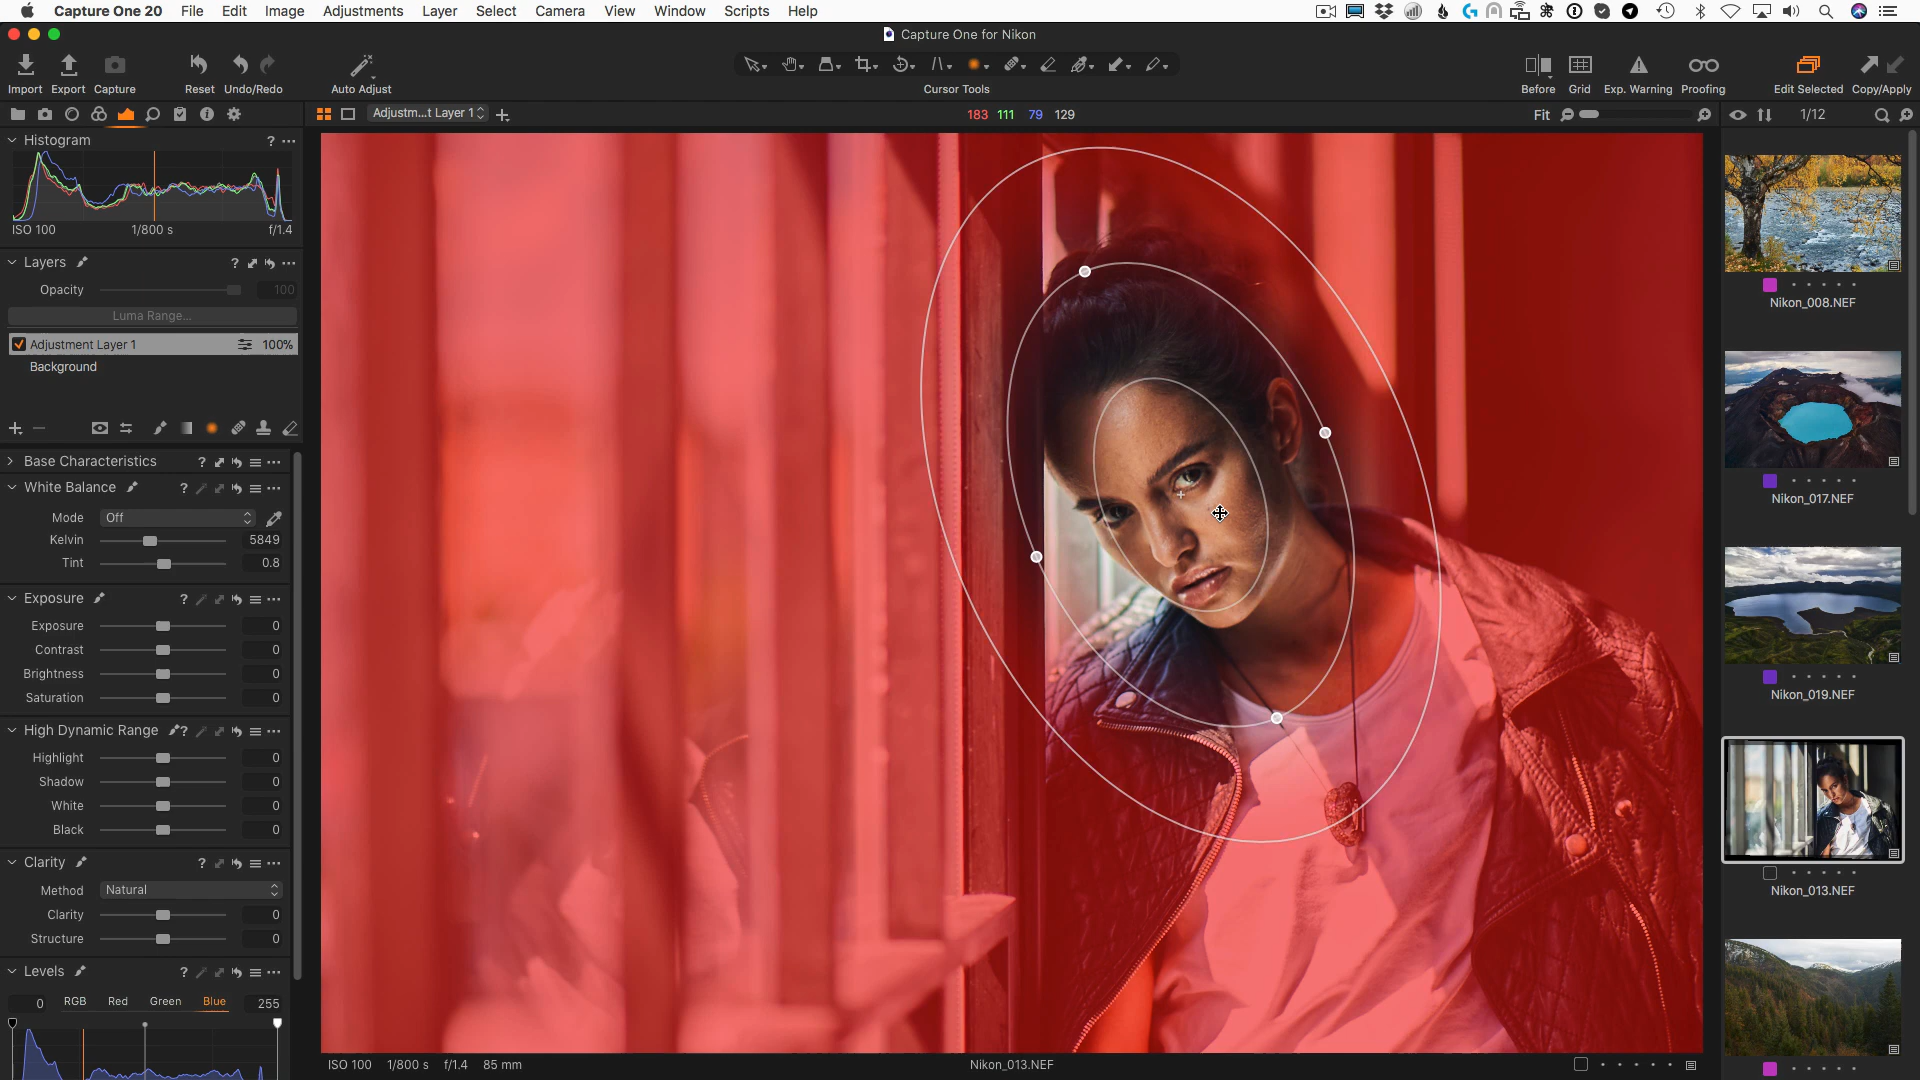 Capture One 20 File Edit Image Adjustments Layer Select Camera View Window Scripts Help
Capture One for Nikon
Import Export Capture Reset Undo/Redo Auto Adjust Cursor Tools Before Grid Exp. Warning Proofing Edit Selected Copy/Apply
Adjustm...t Layer 1 183 111 79 129 Fit 1/12
Histogram ?
ISO 100 1/800 s f/1.4
Layers ?
Opacity 100
Luma Range...
Adjustment Layer 1 100%
Background
Base Characteristics ?
White Balance ?
Mode Off
Kelvin 5849
Tint 0.8
Exposure ?
Exposure 0
Contrast 0
Brightness 0
Saturation 0
High Dynamic Range ?
Highlight 0
Shadow 0
White 0
Black 0
Clarity ?
Method Natural
Clarity 0
Structure 0
Levels ?
0 RGB Red Green Blue 255
ISO 100 1/800 s f/1.4 85 mm Nikon_013.NEF
Nikon_008.NEF
Nikon_017.NEF
Nikon_019.NEF
Nikon_013.NEF